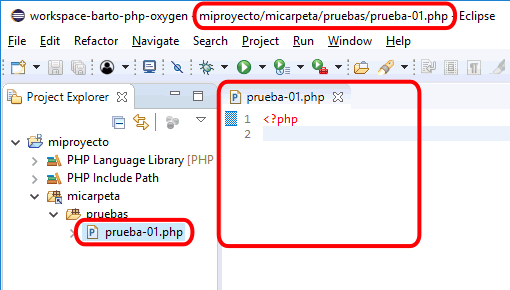 workspace-barto-php-oxygen - miproyecto/micarpeta/pruebas/prueba-01.php - Eclipse
File Edit Refactor Navigate Search Project Run Window Help
Project Explorer
prueba-01.php
1 <?php
2
miproyecto
PHP Language Library [PHP
PHP Include Path
micarpeta
pruebas
prueba-01.php